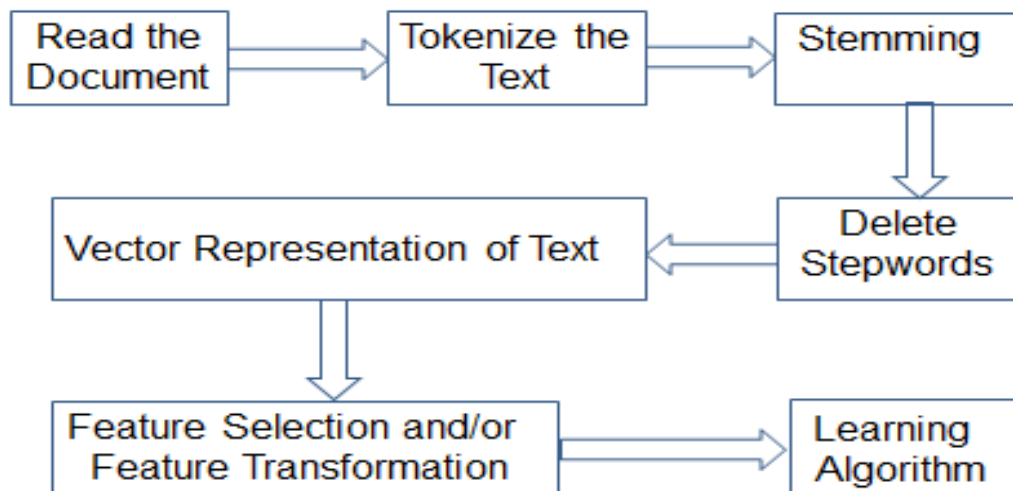 Read the
Document
Tokenize the
Text
Stemming
Delete
Stepwords
Vector Representation of Text
Feature Selection and/or
Feature Transformation
Learning
Algorithm